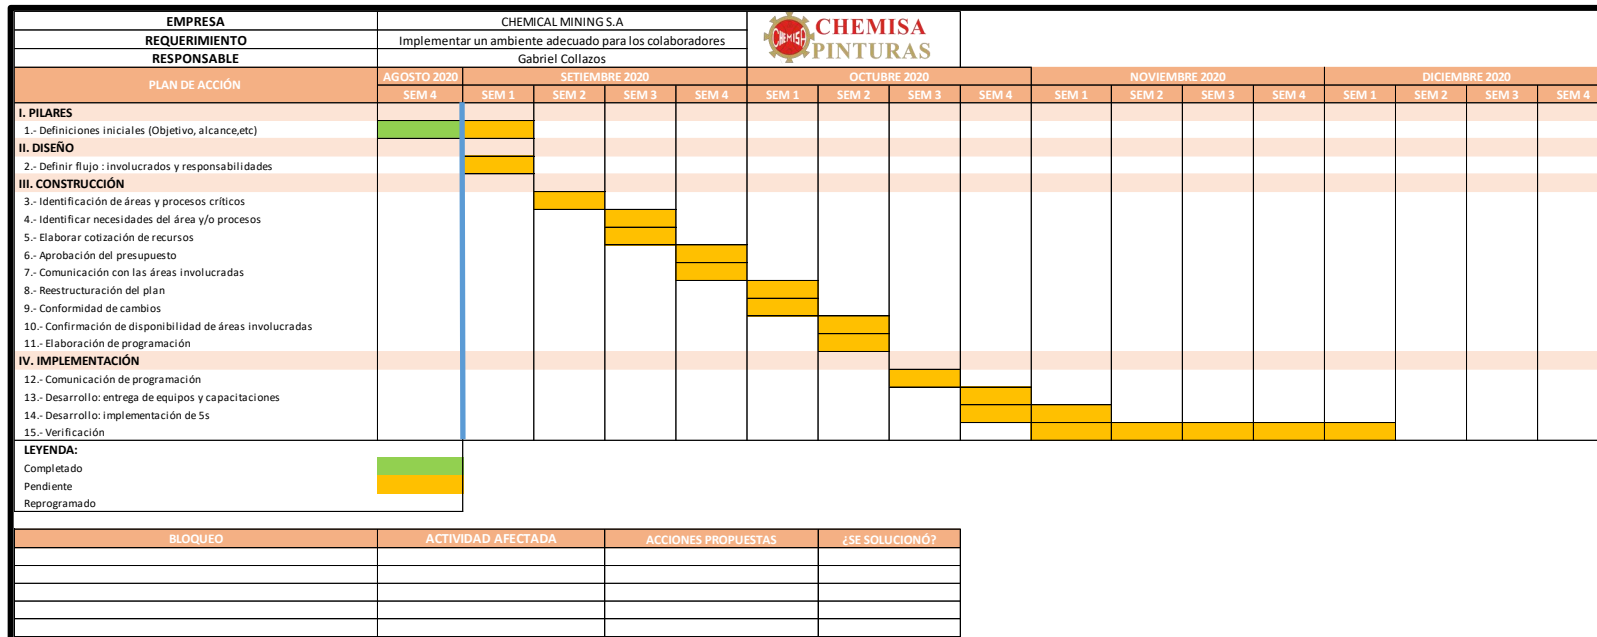 EMPRESA CHEMICAL MINING S.A
REQUERIMIENTO Implementar un ambiente adecuado para los colaboradores
RESPONSABLE Gabriel Collazos
CHEMISA
CHEMISA
PINTURAS
PLAN DE ACCIÓN AGOSTO 2020 SETIEMBRE 2020 OCTUBRE 2020 NOVIEMBRE 2020 DICIEMBRE 2020
SEM 4 SEM 1 SEM 2 SEM 3 SEM 4 SEM 1 SEM 2 SEM 3 SEM 4 SEM 1 SEM 2 SEM 3 SEM 4 SEM 1 SEM 2 SEM 3 SEM 4
I. PILARES
1.- Definiciones iniciales (Objetivo, alcance,etc)
II. DISEÑO
2.- Definir flujo : involucrados y responsabilidades
III. CONSTRUCCIÓN
3.- Identificación de áreas y procesos críticos
4.- Identificar necesidades del área y/o procesos
5.- Elaborar cotización de recursos
6.- Aprobación del presupuesto
7.- Comunicación con las áreas involucradas
8.- Reestructuración del plan
9.- Conformidad de cambios
10.- Confirmación de disponibilidad de áreas involucradas
11.- Elaboración de programación
IV. IMPLEMENTACIÓN
12.- Comunicación de programación
13.- Desarrollo: entrega de equipos y capacitaciones
14.- Desarrollo: implementación de 5s
15.- Verificación
LEYENDA:
Completado
Pendiente
Reprogramado
BLOQUEO ACTIVIDAD AFECTADA ACCIONES PROPUESTAS ¿SE SOLUCIONÓ?